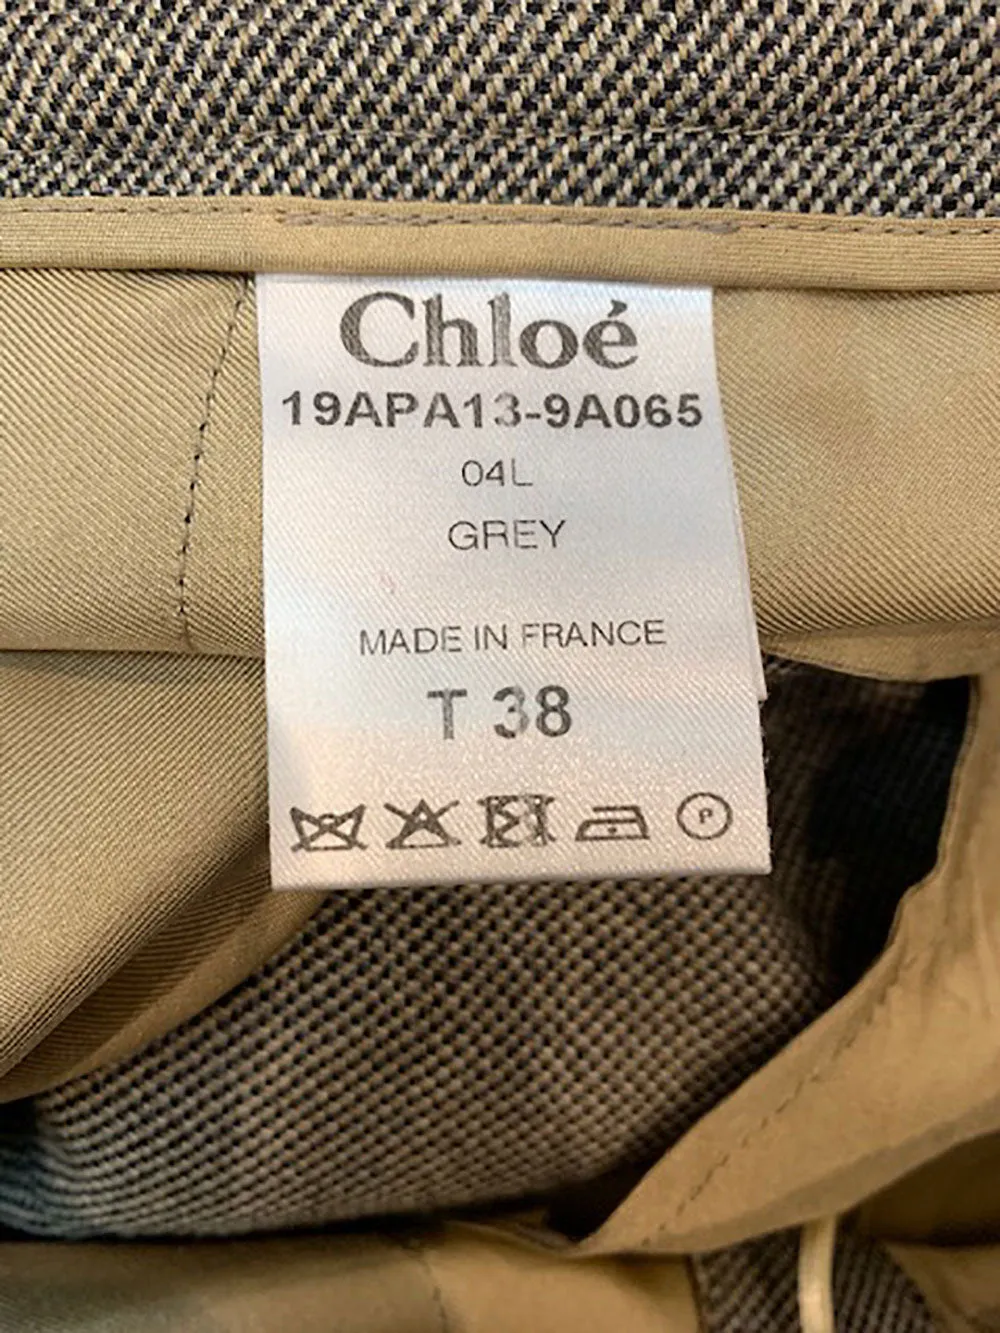 Chloé
19APA13-9A065
04L
GREY
MADE IN FRANCE
T 38
P